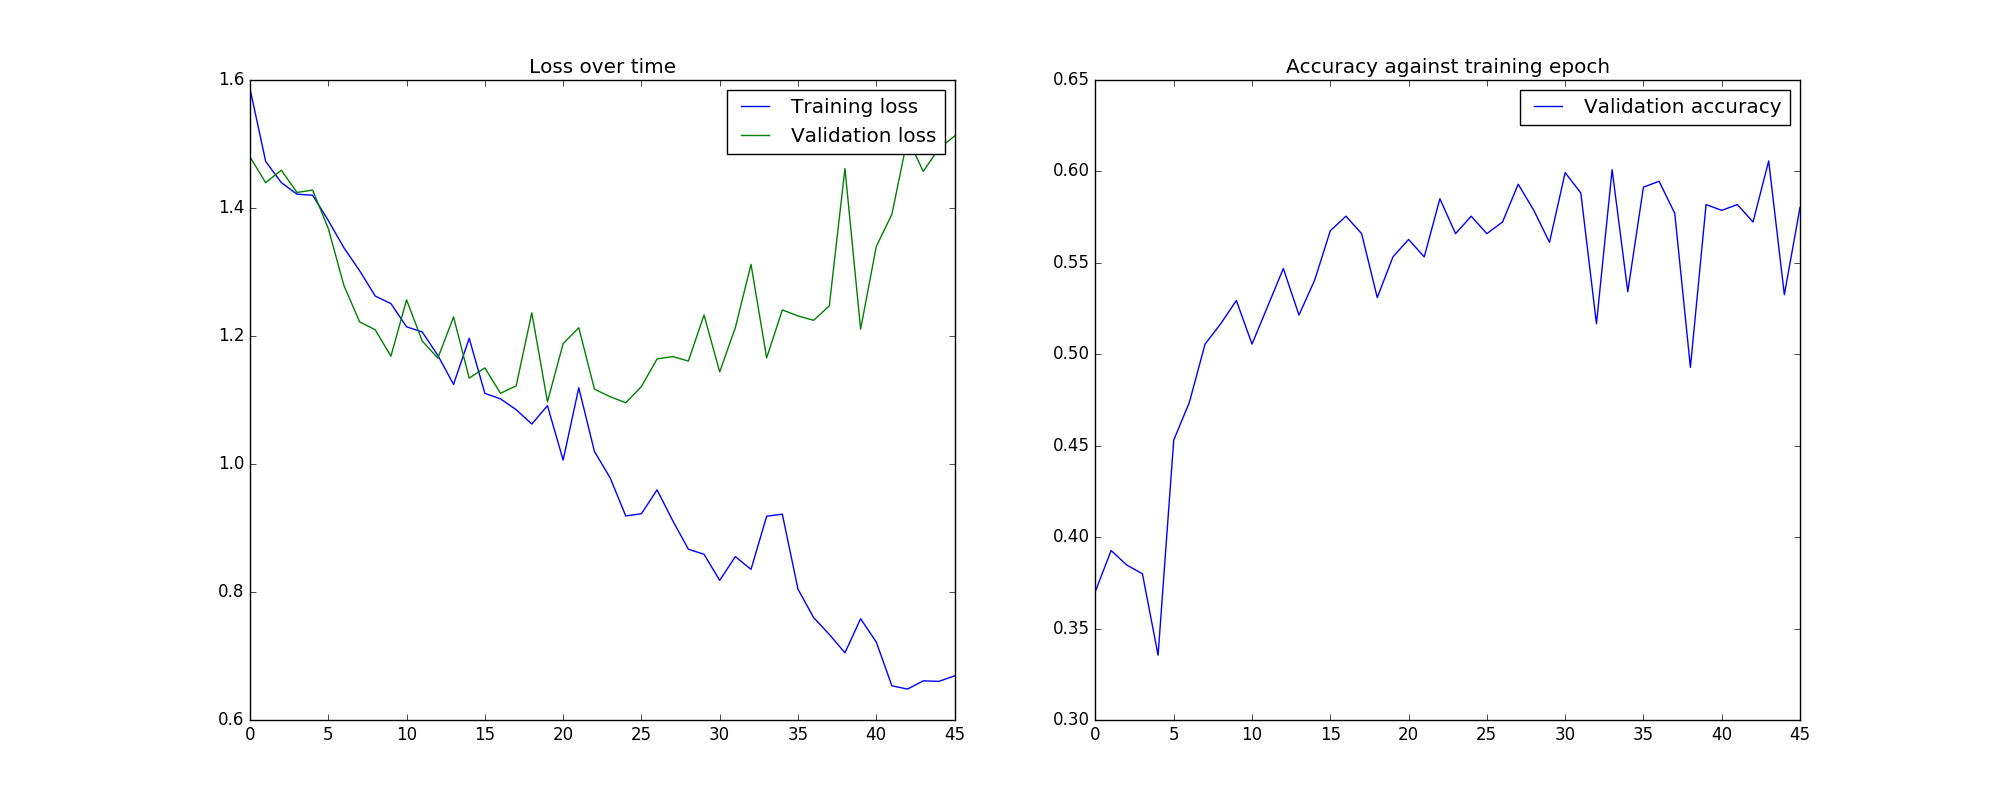 Loss over time
Training loss
Validation loss
1.6
1.4
1.2
1.0
0.8
0.6
0 5 10 15 20 25 30 35 40 45
Accuracy against training epoch
Validation accuracy
0.65
0.60
0.55
0.50
0.45
0.40
0.35
0.30
0 5 10 15 20 25 30 35 40 45